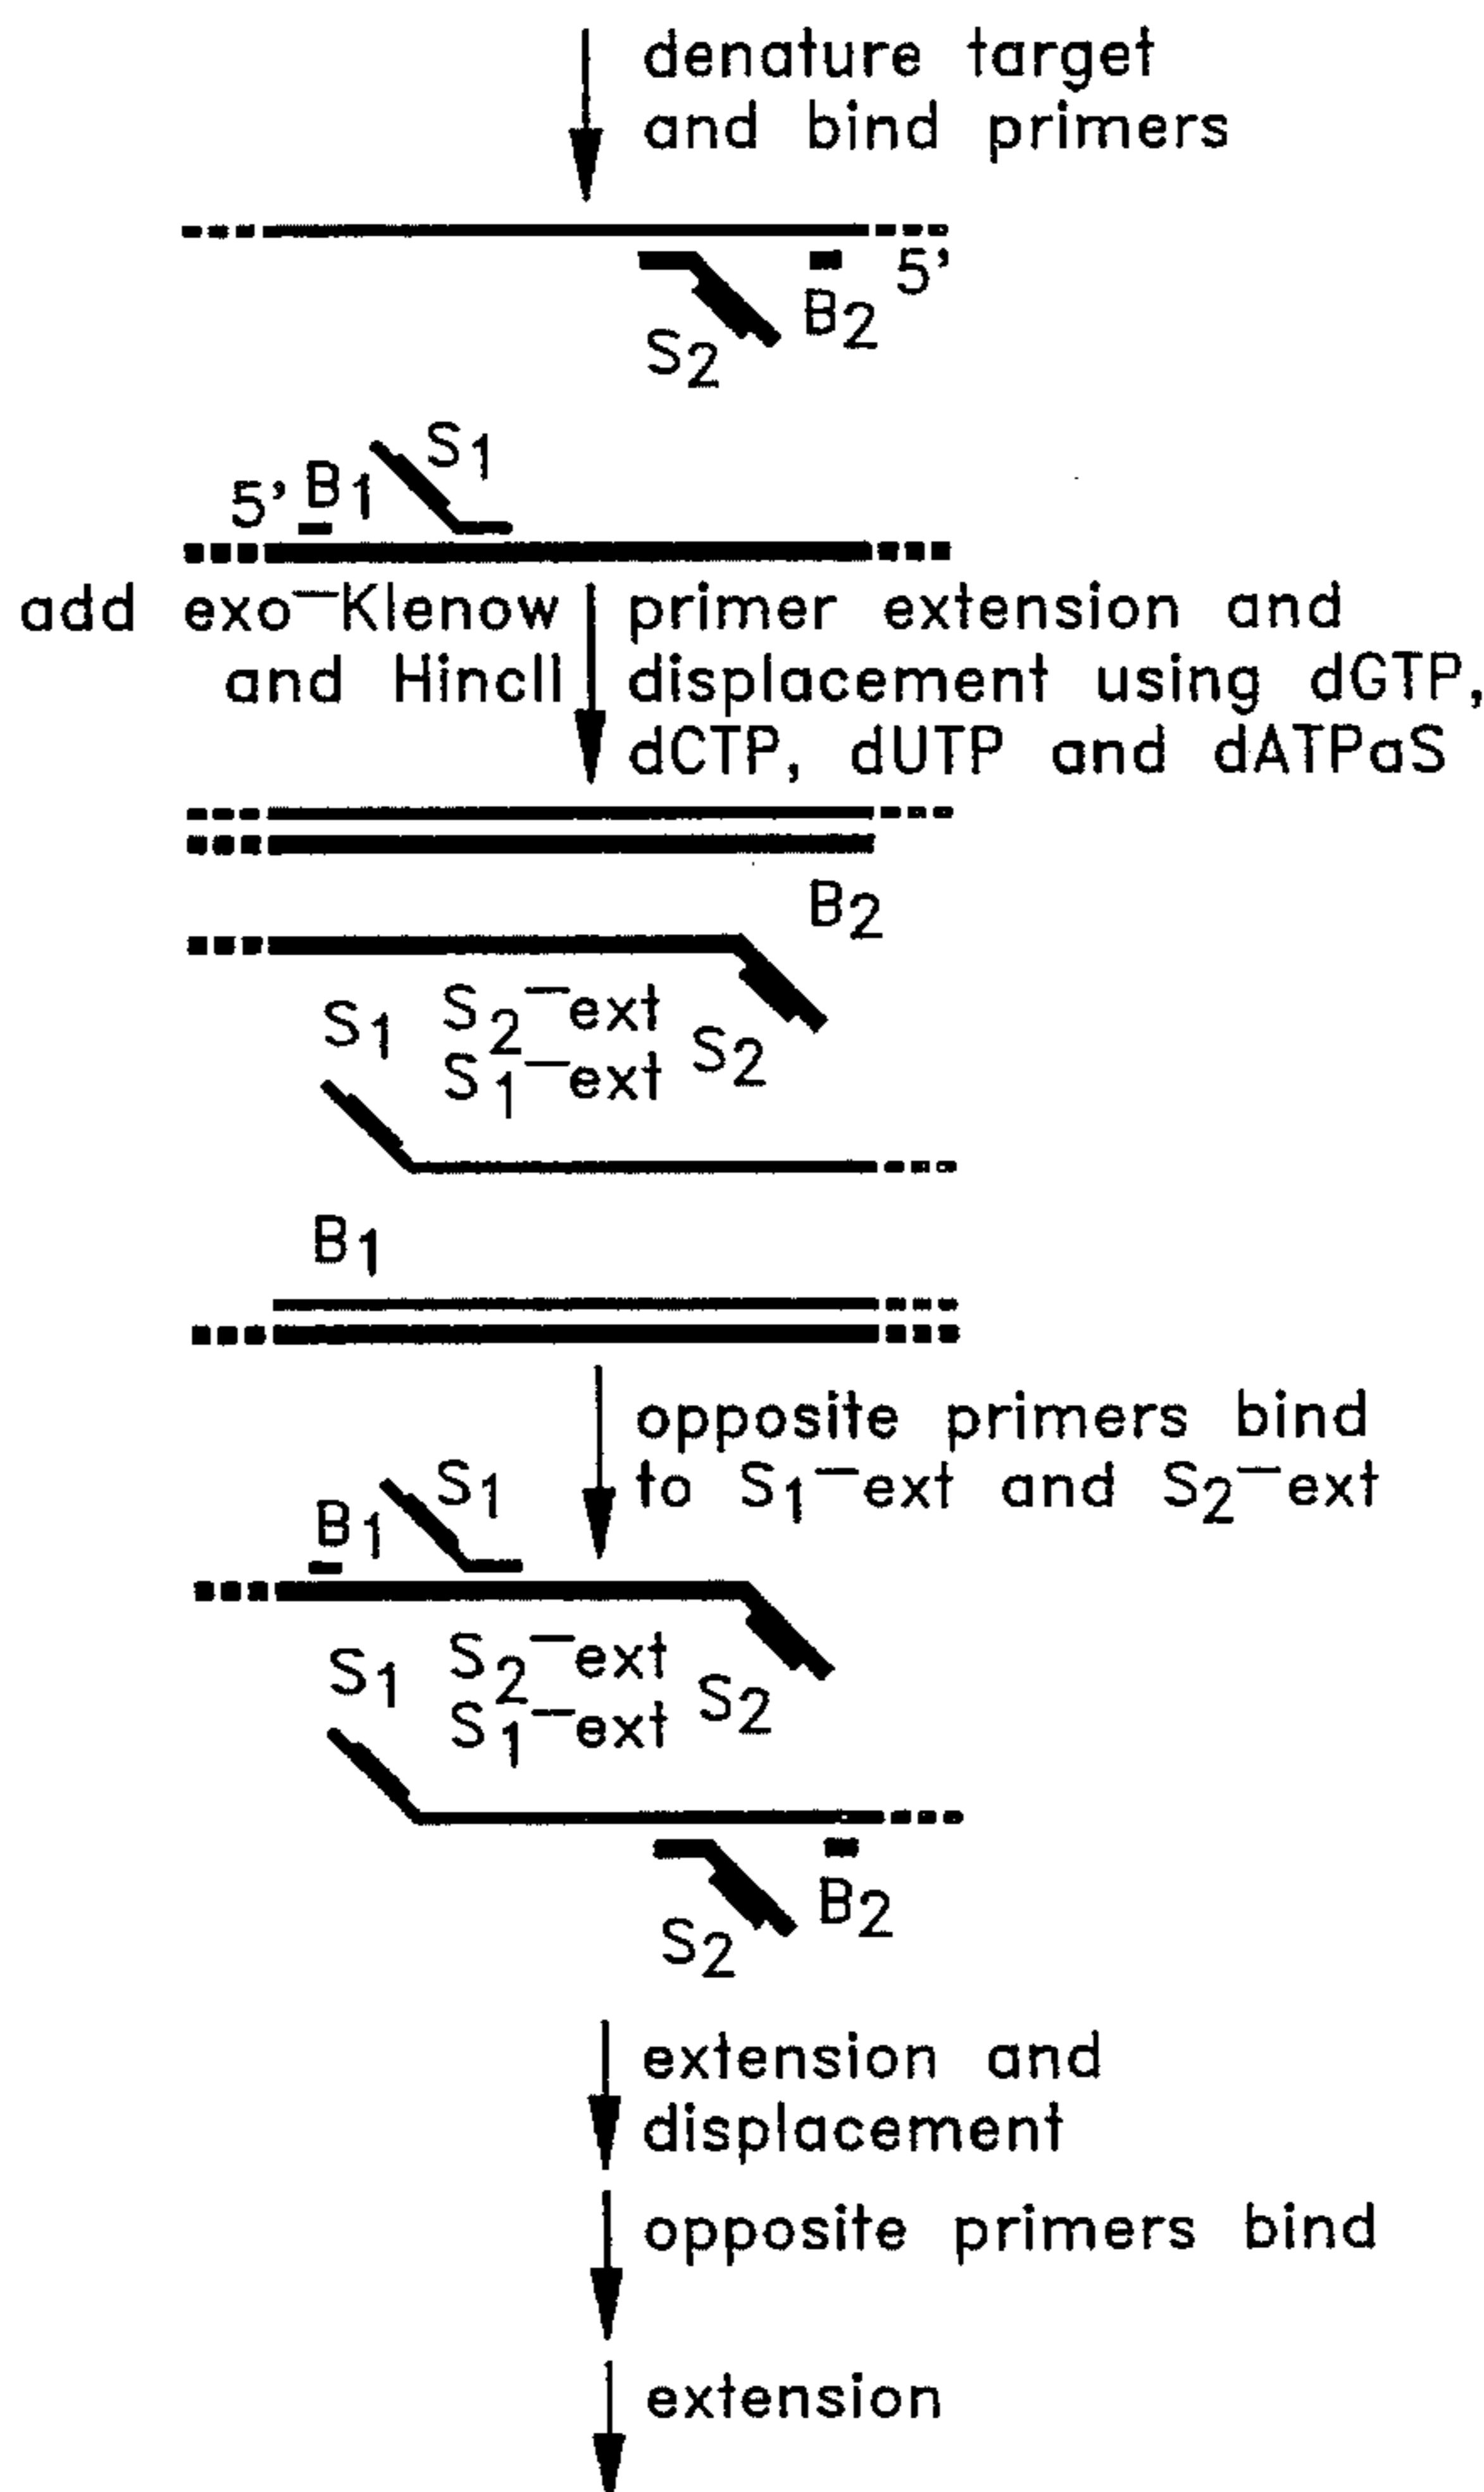 denature target
and bind primers
5'
B2
S2
S1
5' B1
add exo-Klenow
and HincII
primer extension and
displacement using dGTP,
dCTP, dUTP and dATPaS
B2
S1 S2-ext S2
S1-ext
B1
opposite primers bind
to S1-ext and S2-ext
S1
B1
S1 S2-ext S2
S1-ext
B2
S2
extension and
displacement
opposite primers bind
extension